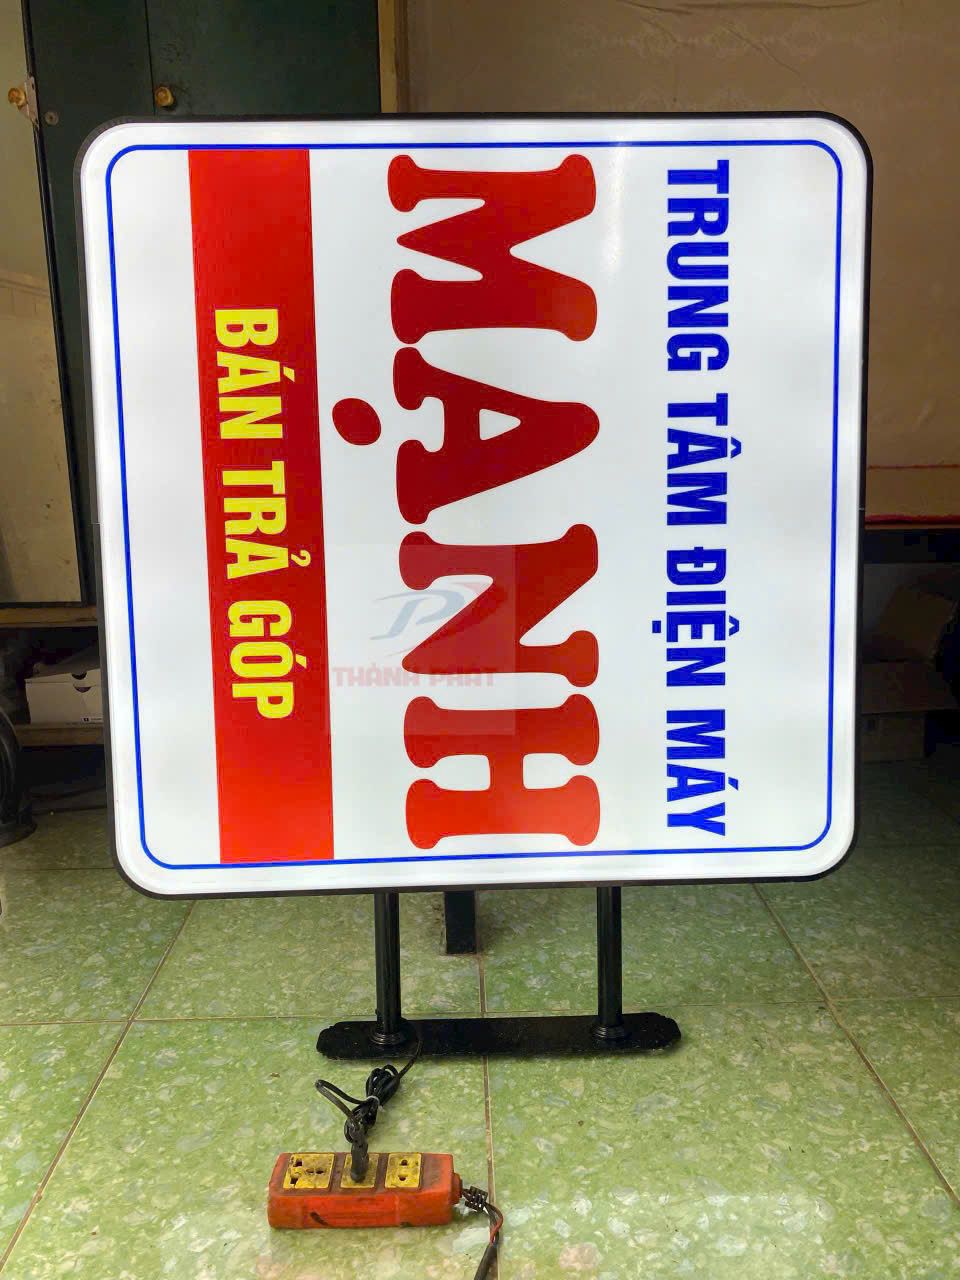 TRUNG TÂM ĐIỆN MÁY
MẠNH
BÁN TRẢ GÓP
THÀNH PHÁT